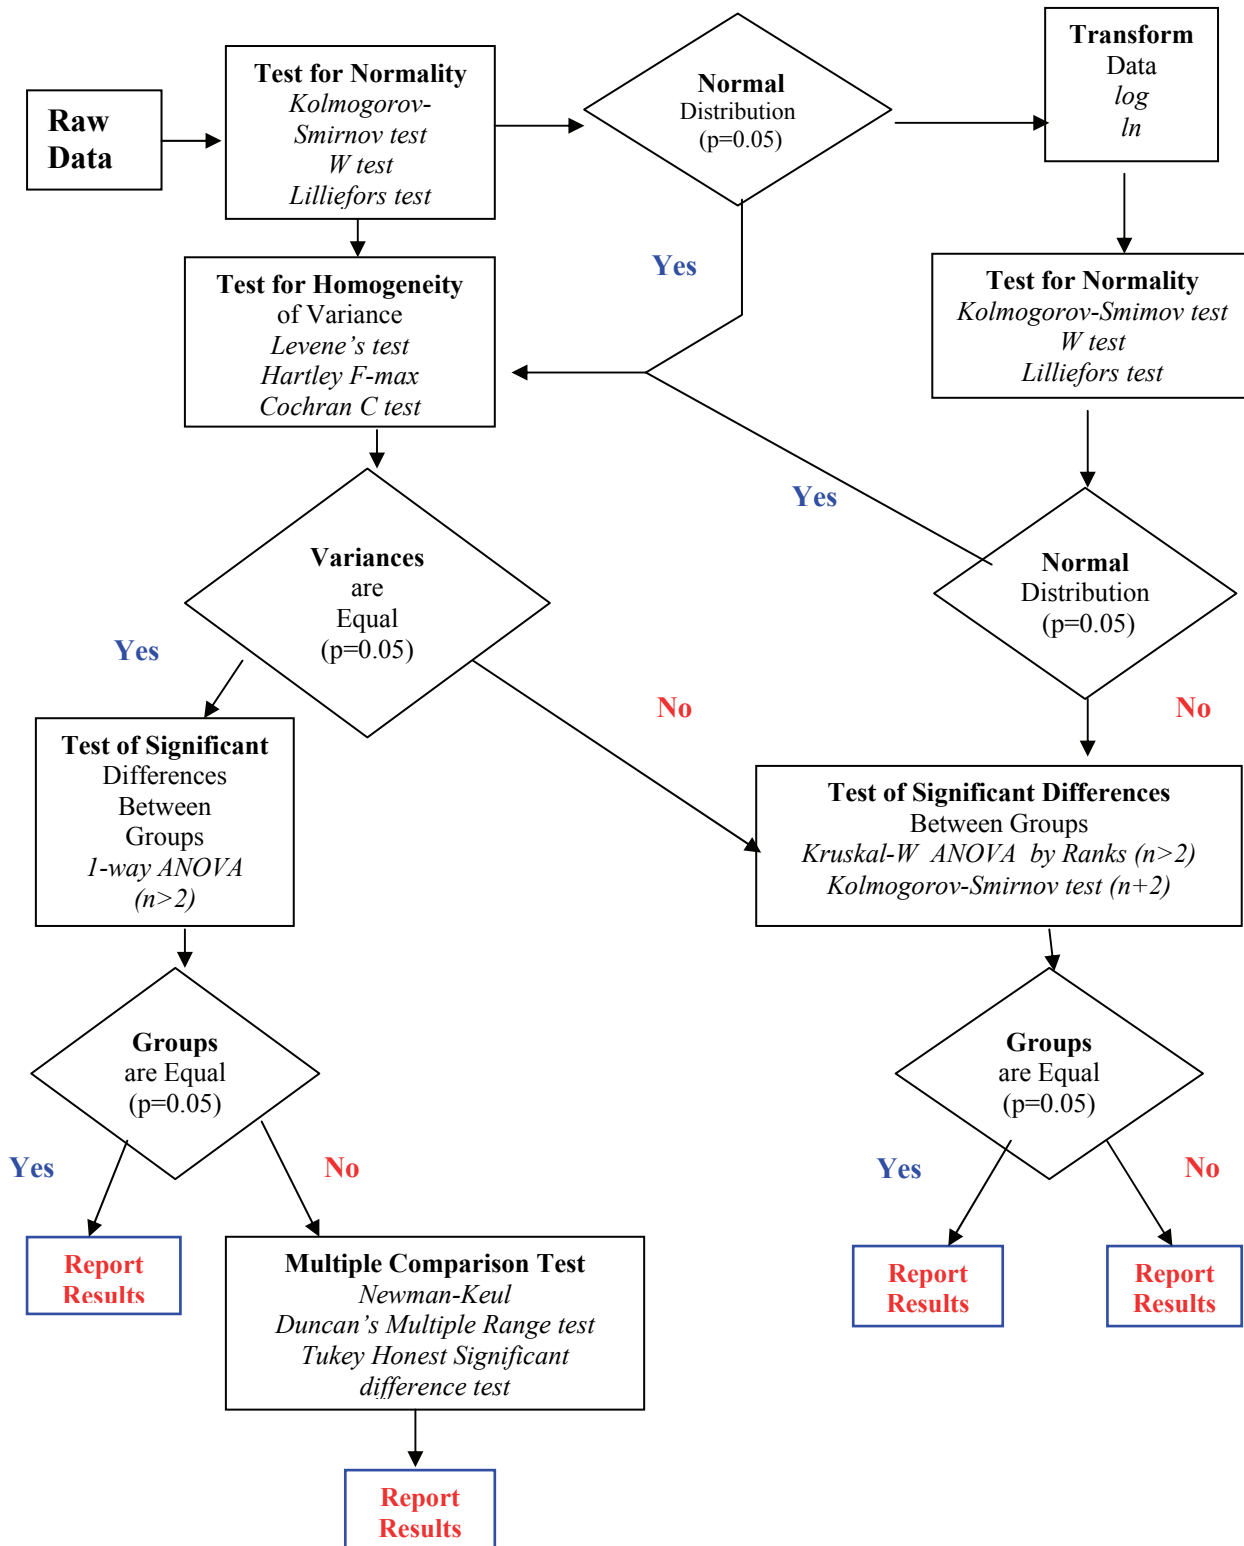 Raw
Data
Test for Normality
Kolmogorov-
Smirnov test
W test
Lilliefors test
Normal
Distribution
(p=0.05)
Transform
Data
log
ln
Yes
Test for Homogeneity
of Variance
Levene's test
Hartley F-max
Cochran C test
Test for Normality
Kolmogorov-Smimov test
W test
Lilliefors test
Yes
Variances
are
Equal
(p=0.05)
Normal
Distribution
(p=0.05)
Yes
No
No
Test of Significant
Differences
Between
Groups
1-way ANOVA
(n>2)
Test of Significant Differences
Between Groups
Kruskal-W ANOVA by Ranks (n>2)
Kolmogorov-Smirnov test (n+2)
Groups
are Equal
(p=0.05)
Groups
are Equal
(p=0.05)
Yes
No
Yes
No
Report
Results
Multiple Comparison Test
Newman-Keul
Duncan's Multiple Range test
Tukey Honest Significant
difference test
Report
Results
Report
Results
Report
Results